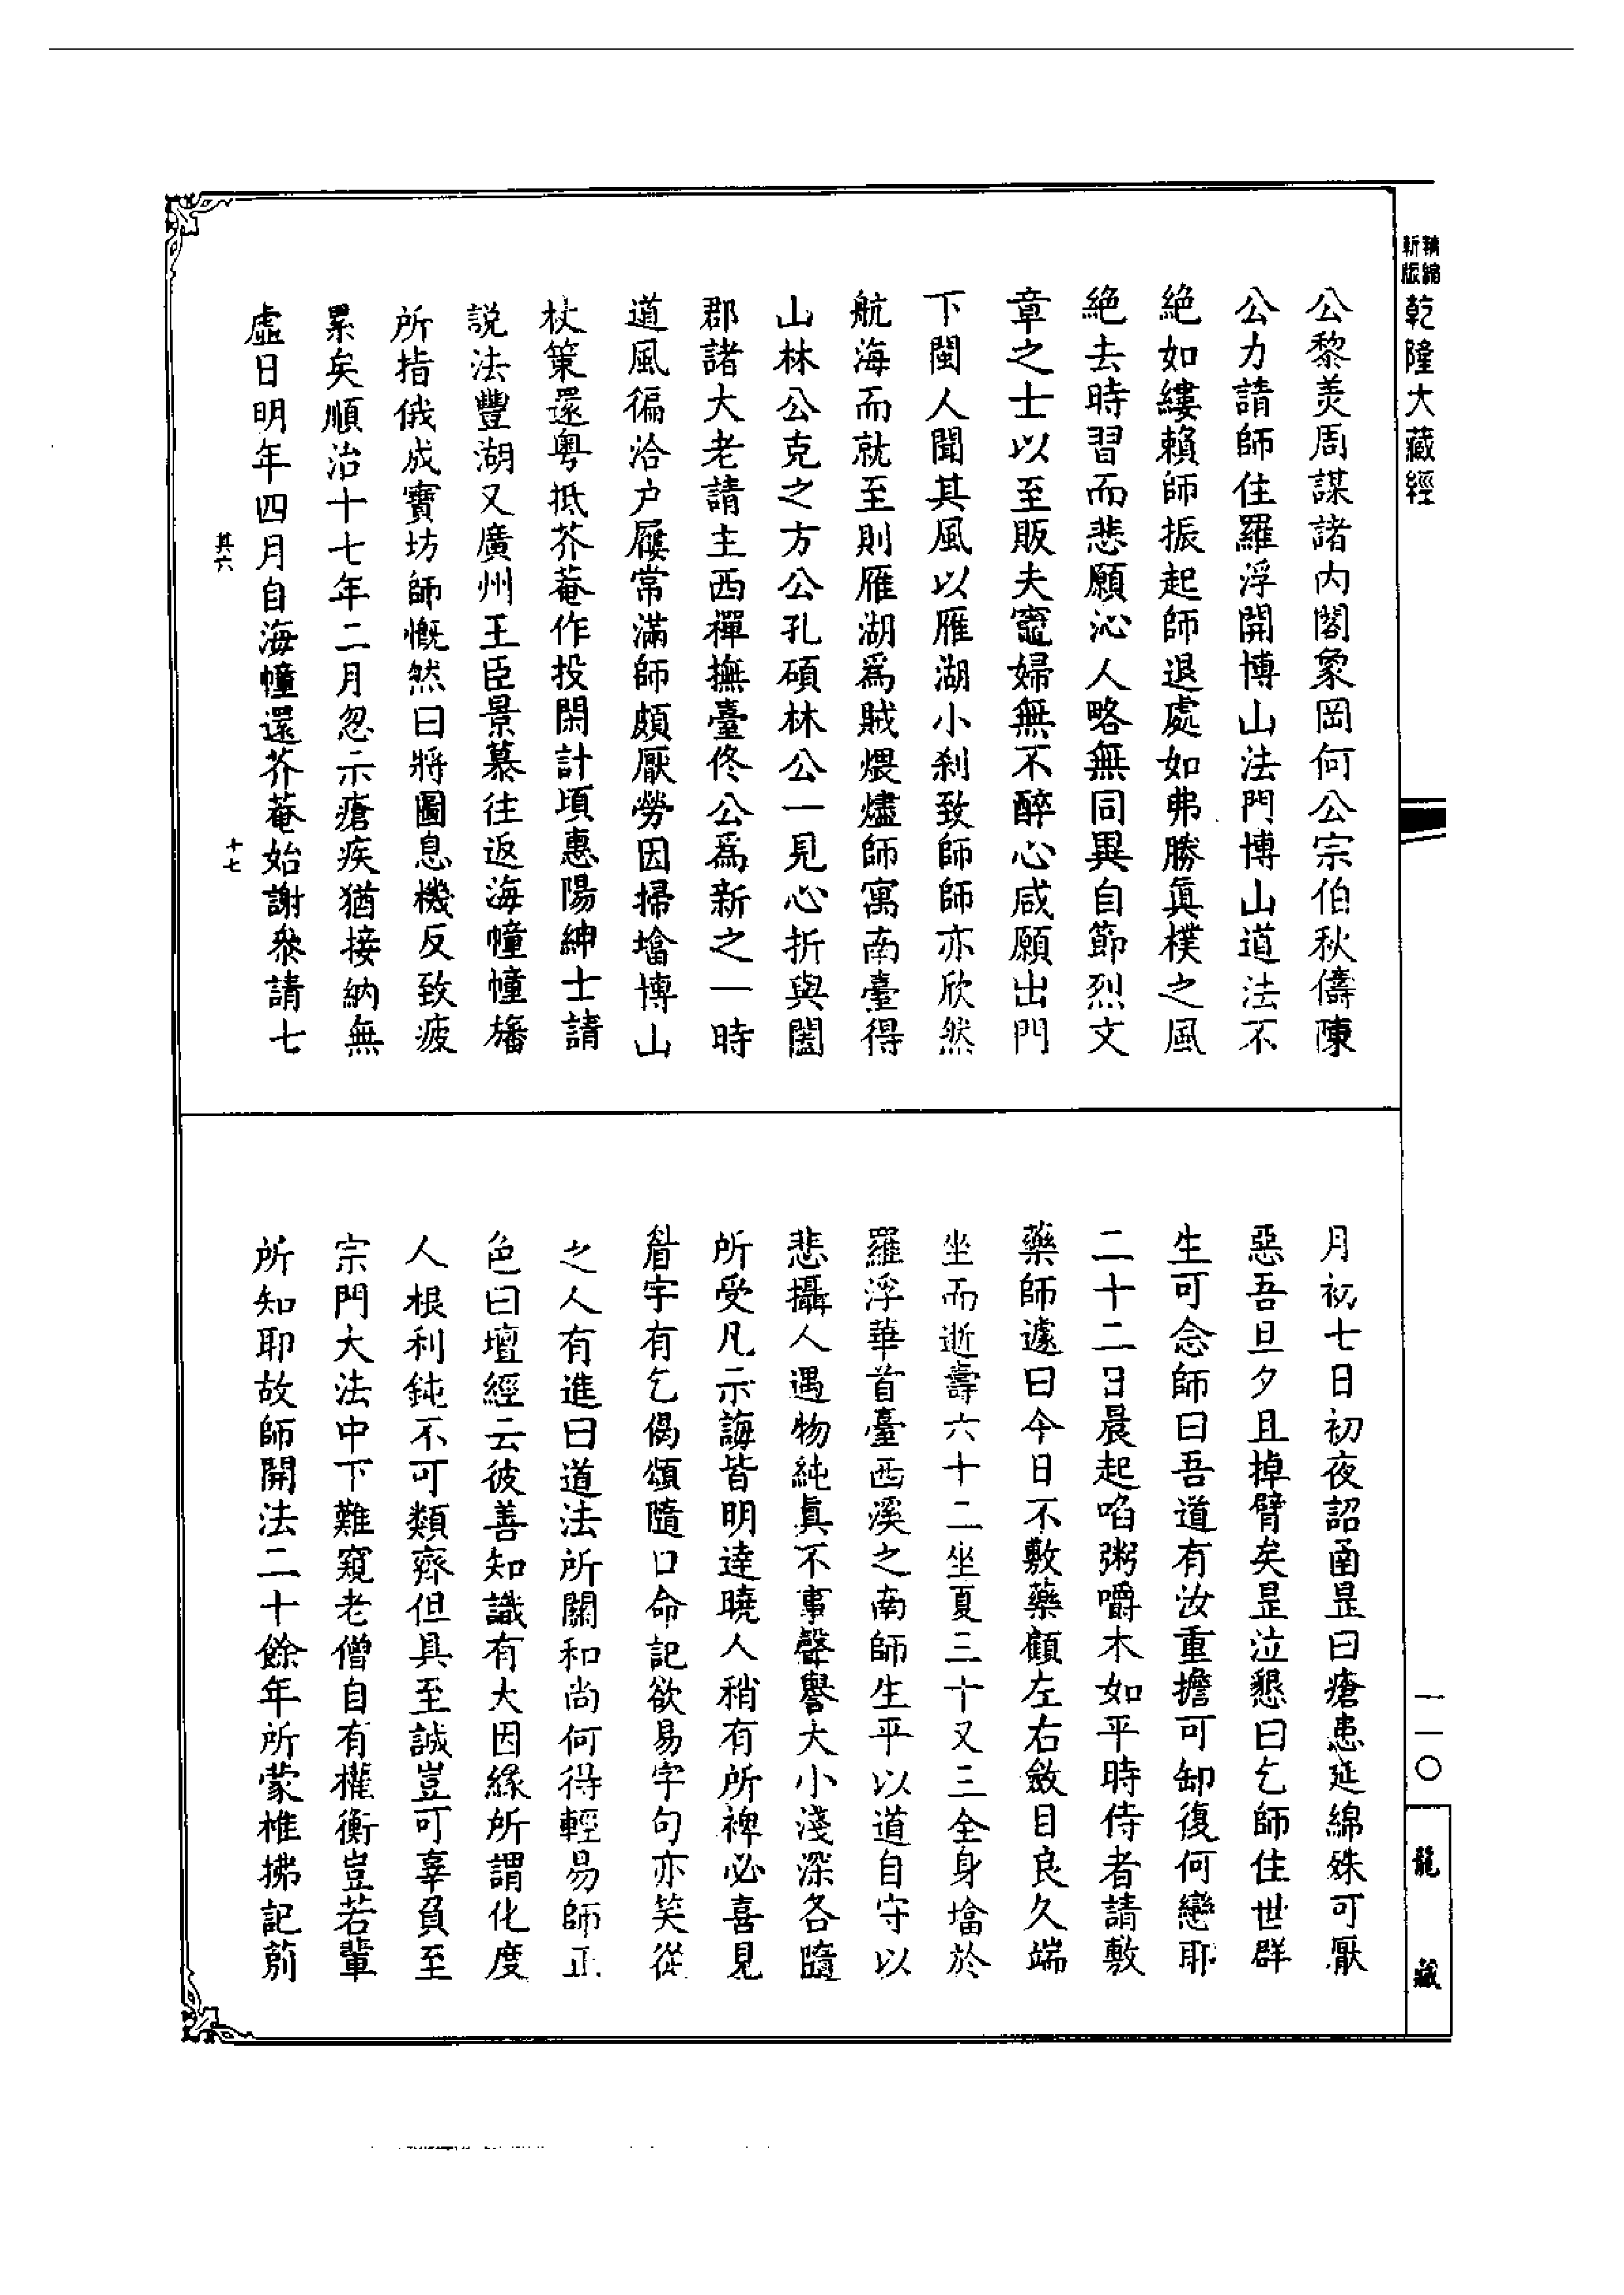 精縮
新版
乾隆大藏經
公黎羙周謀諸內閣象岡何公宗伯秋儔陳
公力請師住羅浮開博山法門博山道法不
絕如縷賴師振起師退處如弗勝眞樸之風
絕去時習而悲願沁人略無同異自節烈文
章之士以至販夫竈婦無不醉心咸願出門
下閩人聞其風以雁湖小剎致師師亦欣然
航海而就至則雁湖爲賊煨燼師寓南臺得
山林公克之方公孔碩林公一見心折與闔
郡諸大老請主西禪撫臺佟公爲新之一時
道風徧洽户屨常滿師頗厭勞因掃墖博山
杖策還粵抵芥菴作投閑計頃惠陽紳士請
說法豐湖又廣州王臣景慕往返海幢幢旛
所指俄成寶坊師慨然曰將圖息機反致疲
累矣順治十七年二月忽示瘡疾猶接納無
虛日明年四月自海幢還芥菴始謝衆請七
其六
十七
月初七日初夜詔函昰曰瘡患延綿殊可厭
惡吾旦夕且掉臂矣昰泣懇曰乞師住世群
生可念師曰吾道有汝重擔可卸復何戀耶
二十二日晨起啗粥嚼木如平時侍者請敷
藥師遽曰今日不敷藥顧左右斂目良久端
坐而逝壽六十二坐夏三十又三全身墖於
羅浮華首臺西溪之南師生平以道自守以
悲攝人遇物純眞不事聲譽大小淺深各隨
所受凡示誨皆明逹曉人稍有所裨必喜見
眉宇有乞偈頌隨口命記欲易字句亦笑從
之人有進曰道法所關和尚何得輕易師正
色曰壇經云彼善知識有大因緣所謂化度
人根利鈍不可類齊但具至誠豈可辜負至
宗門大法中下難窺老僧自有權衡豈若輩
所知耶故師開法二十餘年所蒙椎拂記莂
一一〇
龍藏